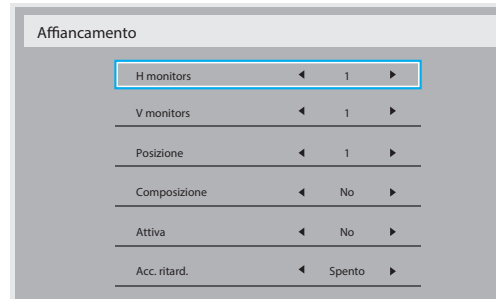 Affiancamento
H monitors 1
V monitors 1
Posizione 1
Composizione No
Attiva No
Acc. ritard. Spento